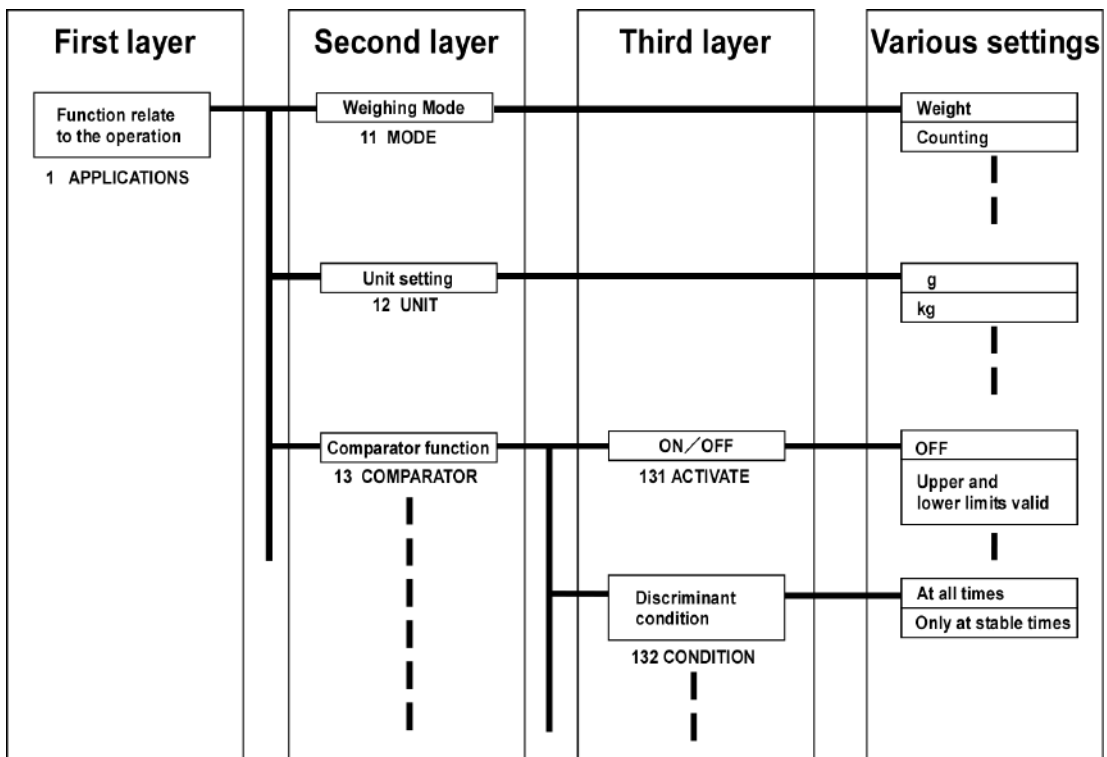 First layer
Second layer
Third layer
Various settings
Function relate
to the operation
1 APPLICATIONS
Weighing Mode
11 MODE
Weight
Counting
Unit setting
12 UNIT
g
kg
Comparator function
13 COMPARATOR
ON／OFF
131 ACTIVATE
OFF
Upper and
lower limits valid
Discriminant
condition
132 CONDITION
At all times
Only at stable times